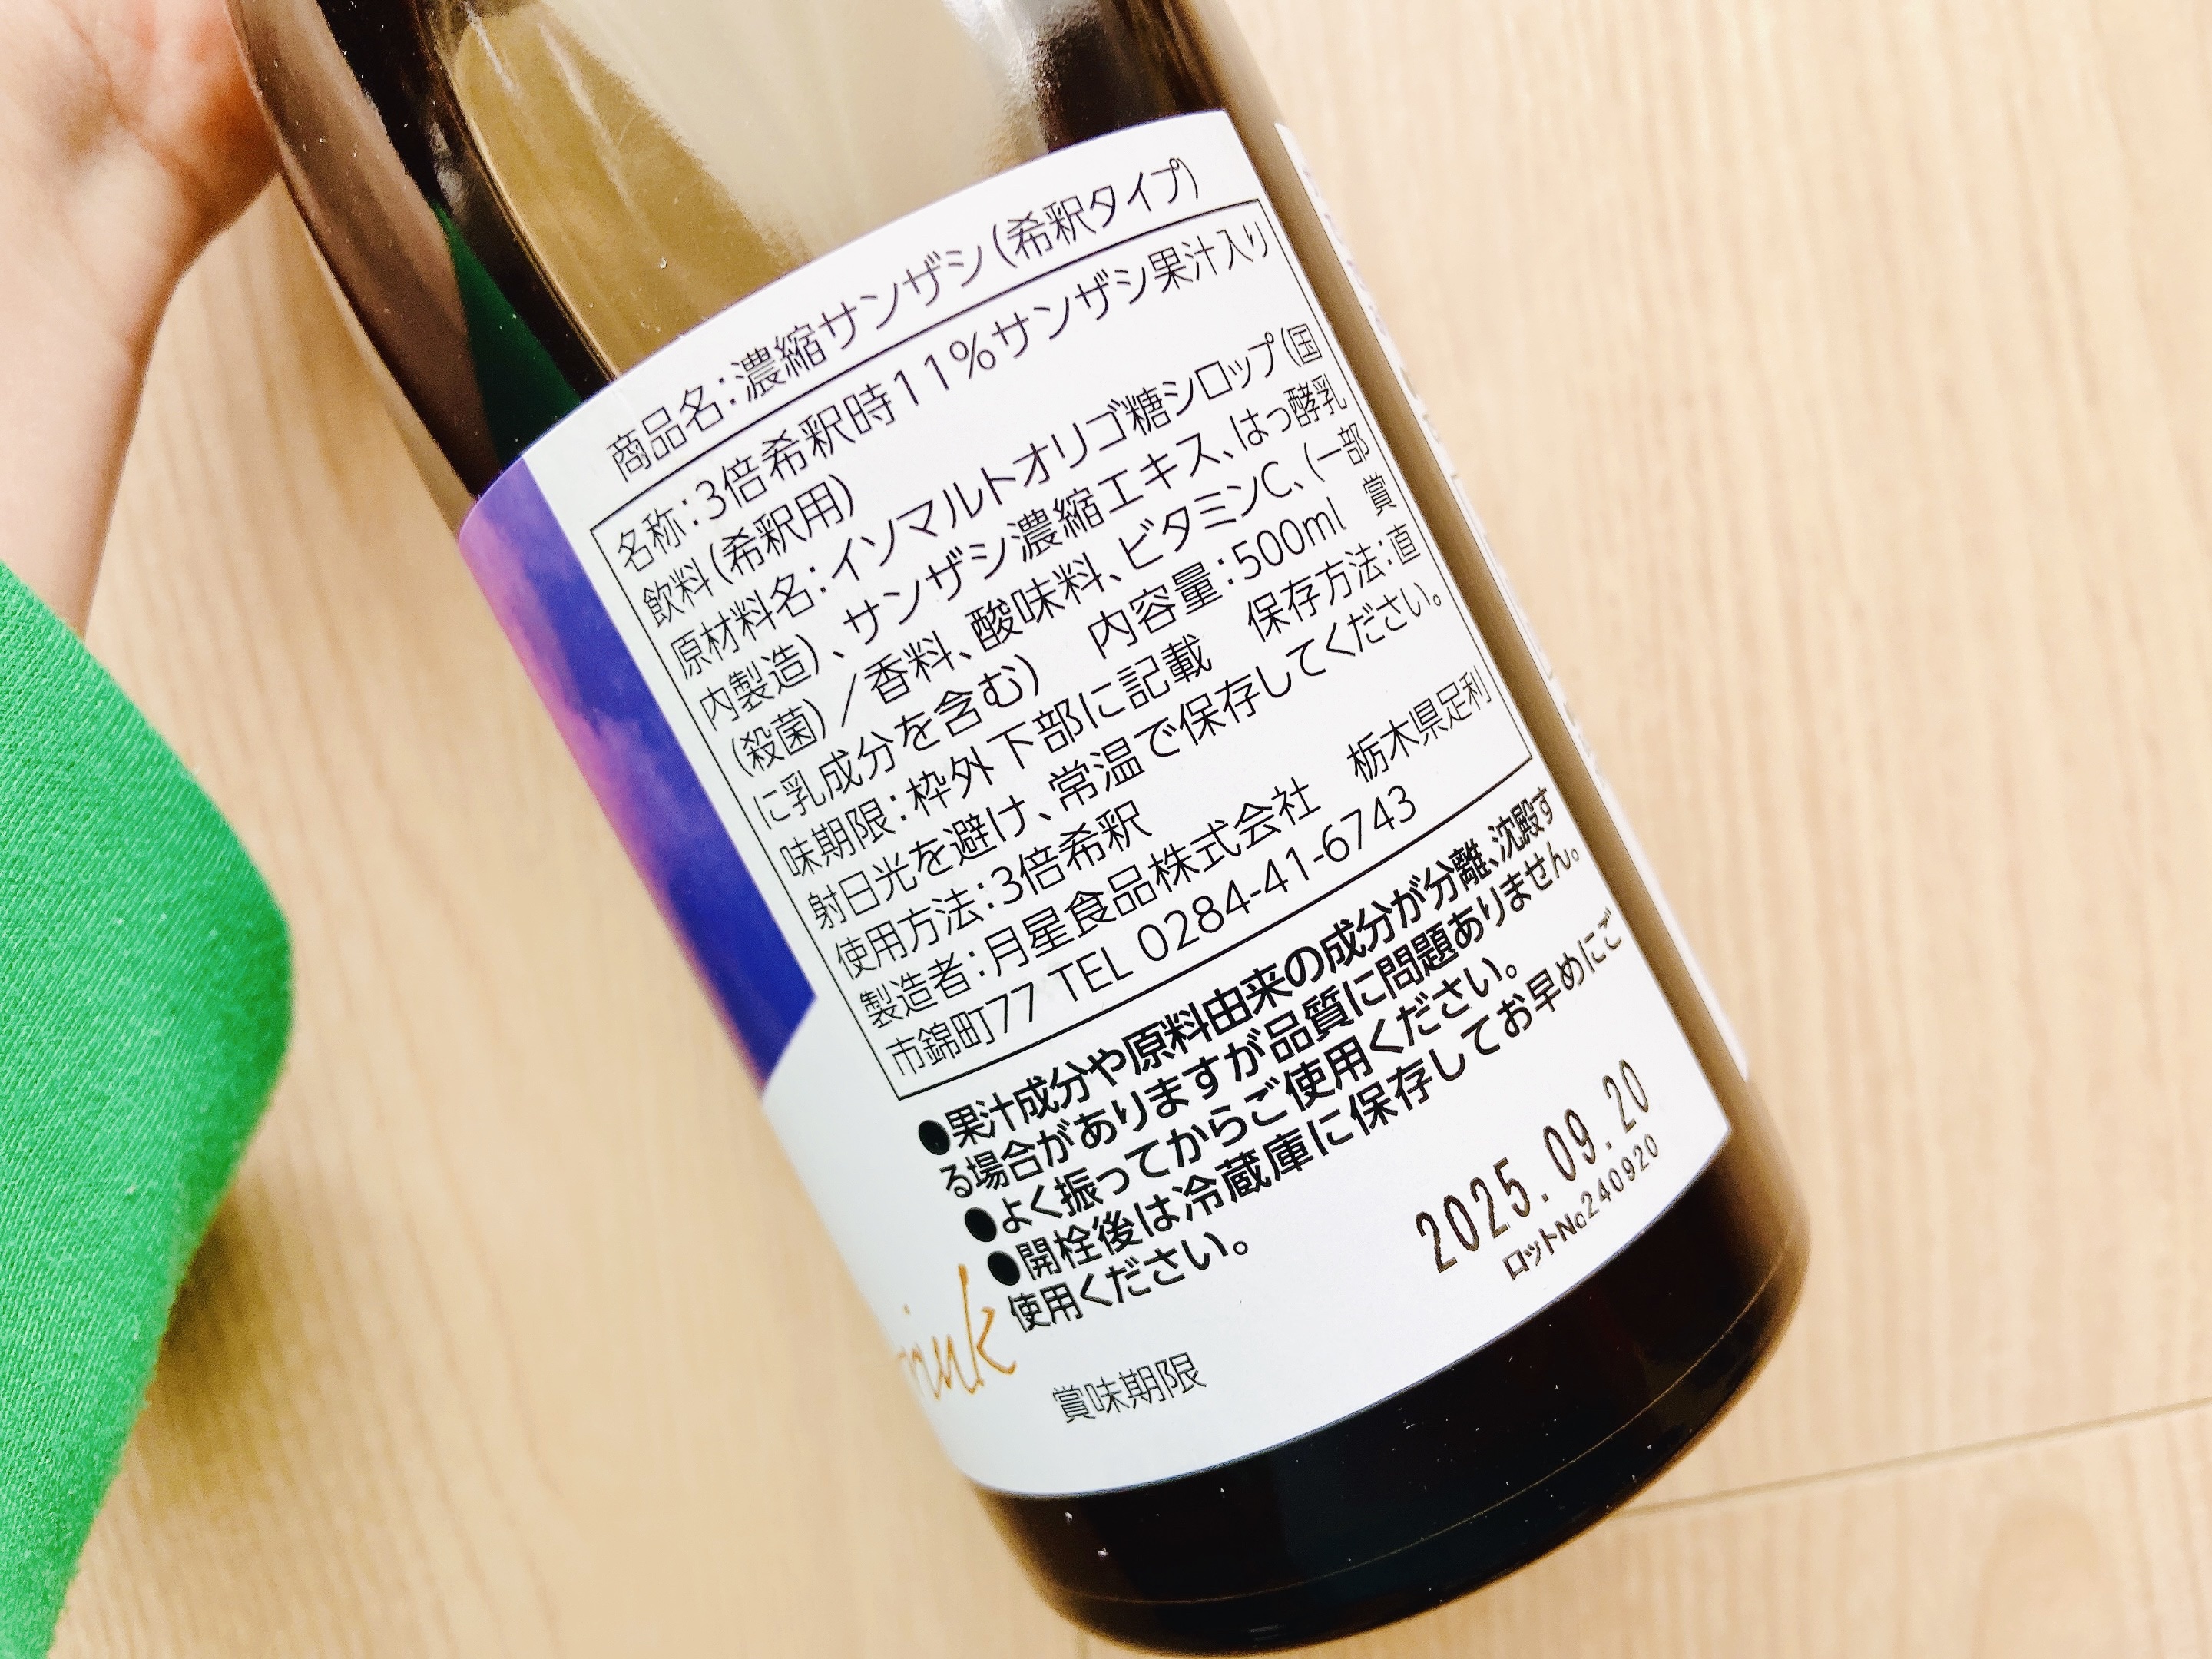 商品名：濃縮サンザシ（希釈タイプ）
名称：3倍希釈時11%サンザシ果汁入り
飲料（希釈用）
原材料名：イソマルトオリゴ糖シロップ（国
内製造）、サンザシ濃縮エキス、はっ酵乳
（殺菌）／香料、酸味料、ビタミンC、（一部
に乳成分を含む）　内容量：500ml　賞
味期限：枠外下部に記載　保存方法：直
射日光を避け、常温で保存してください。
使用方法：3倍希釈
製造者：月星食品株式会社　栃木県足利
市錦町77 TEL 0284-41-6743
●果汁成分や原料由来の成分が分離、沈殿す
る場合がありますが品質に問題ありません。
●よく振ってからご使用ください。
●開栓後は冷蔵庫に保存してお早めにご
使用ください。
2025.09.20
ロットNo240920
賞味期限